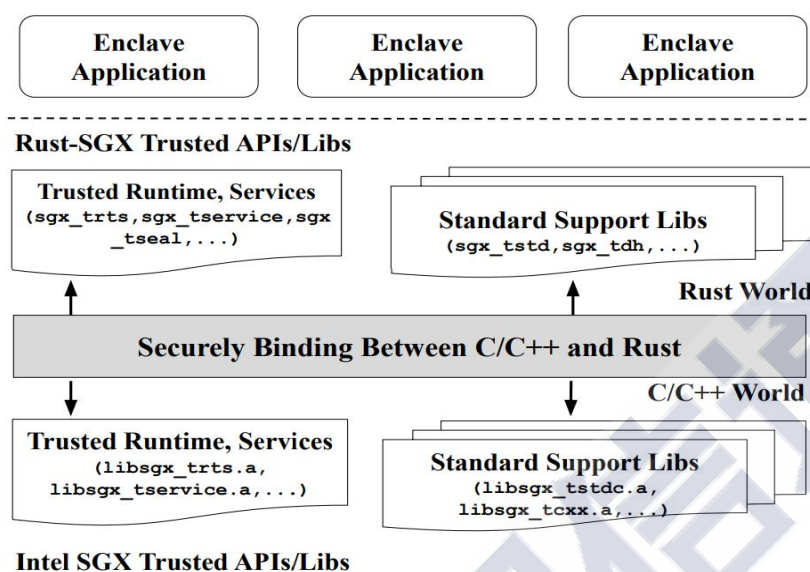 Enclave
Application
Enclave
Application
Enclave
Application
Rust-SGX Trusted APIs/Libs
Trusted Runtime, Services
(sgx_trts,sgx_tservice,sgx
_tseal,...)
Standard Support Libs
(sgx_tstd,sgx_tdh,...)
Rust World
Securely Binding Between C/C++ and Rust
C/C++ World
Trusted Runtime, Services
(libsgx_trts.a,
libsgx_tservice.a,...)
Standard Support Libs
(libsgx_tstdc.a,
libsgx_tcxx.a,...)
Intel SGX Trusted APIs/Libs